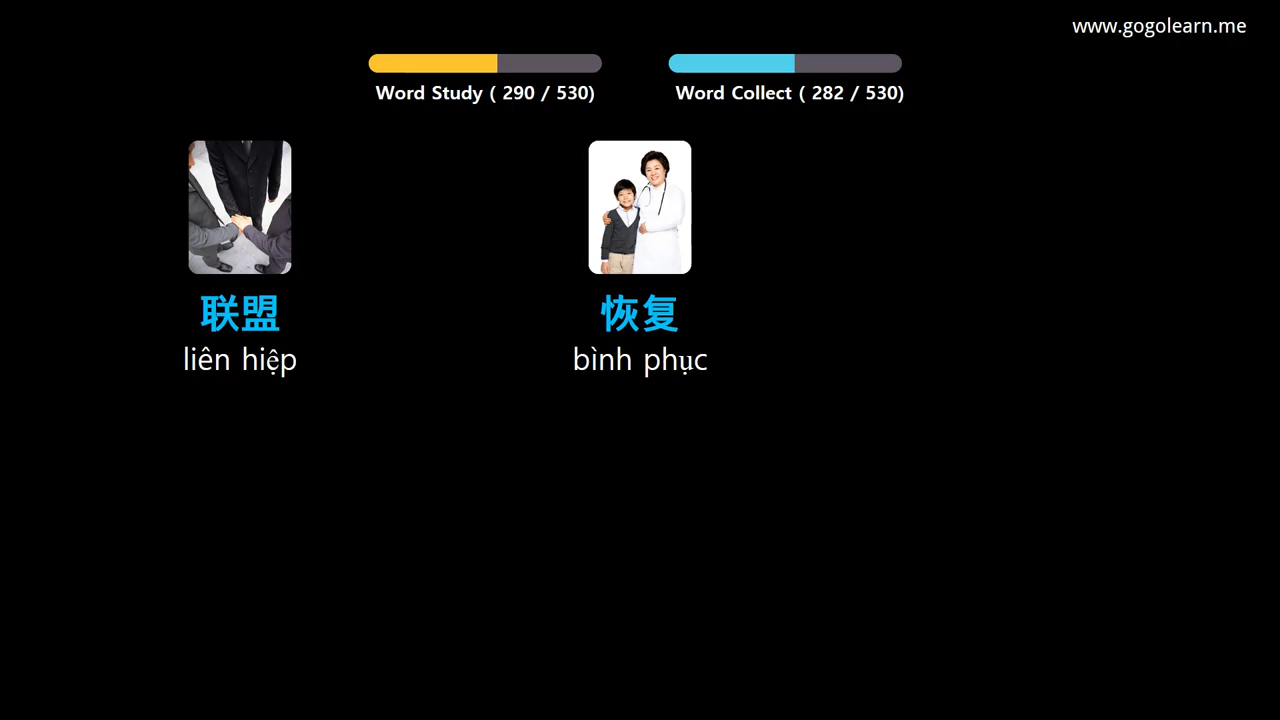 www.gogolearn.me
Word Study ( 290 / 530)
Word Collect ( 282 / 530)
联盟
liên hiệp
恢复
bình phục